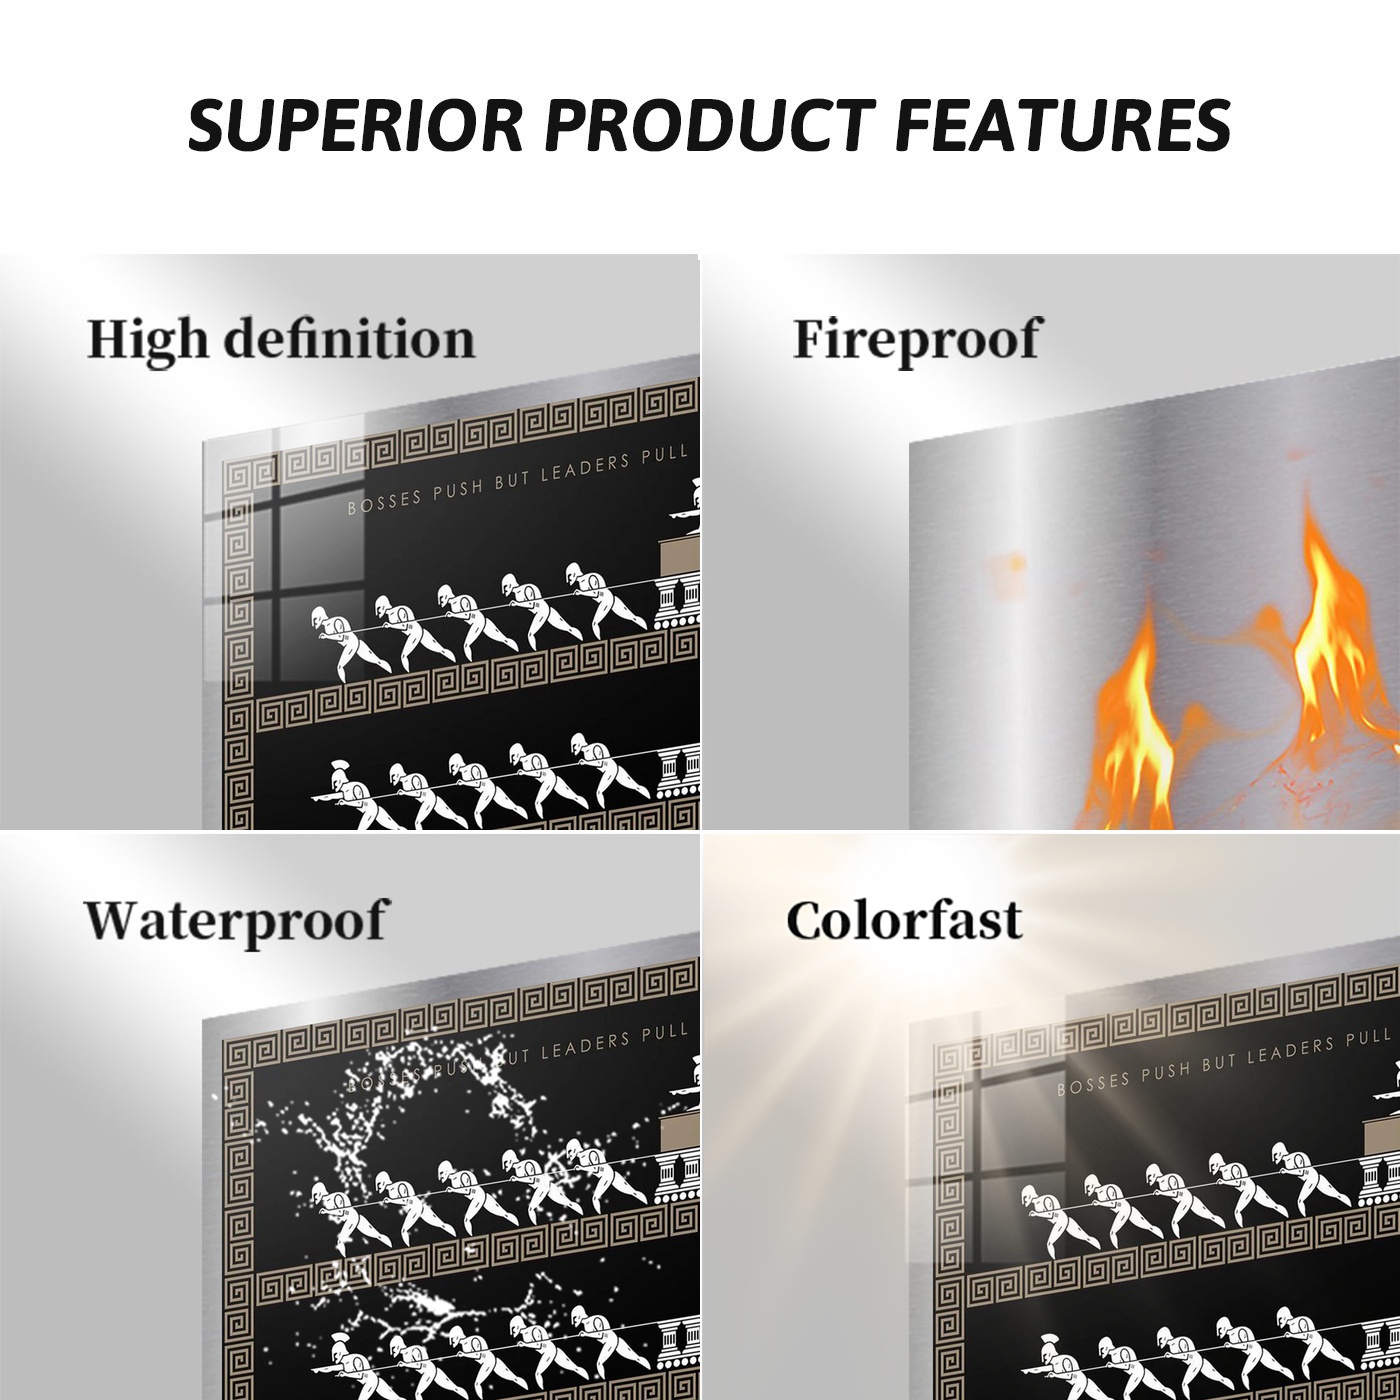 SUPERIOR PRODUCT FEATURES
High definition
BOSSES PUSH BUT LEADERS PULL
Fireproof
Waterproof
BOSSES PUSH BUT LEADERS PULL
Colorfast
BOSSES PUSH BUT LEADERS PULL